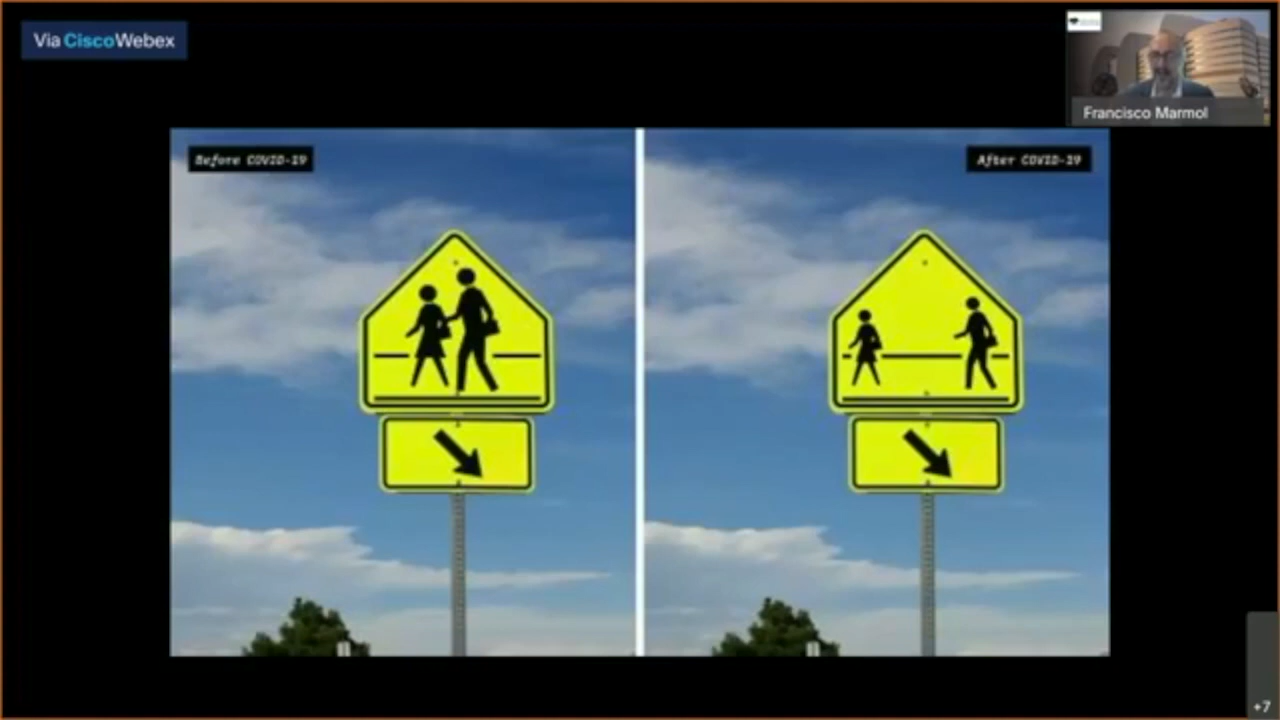 Via CiscoWebex
Francisco Marmol
Before COVID-19
After COVID-19
+7